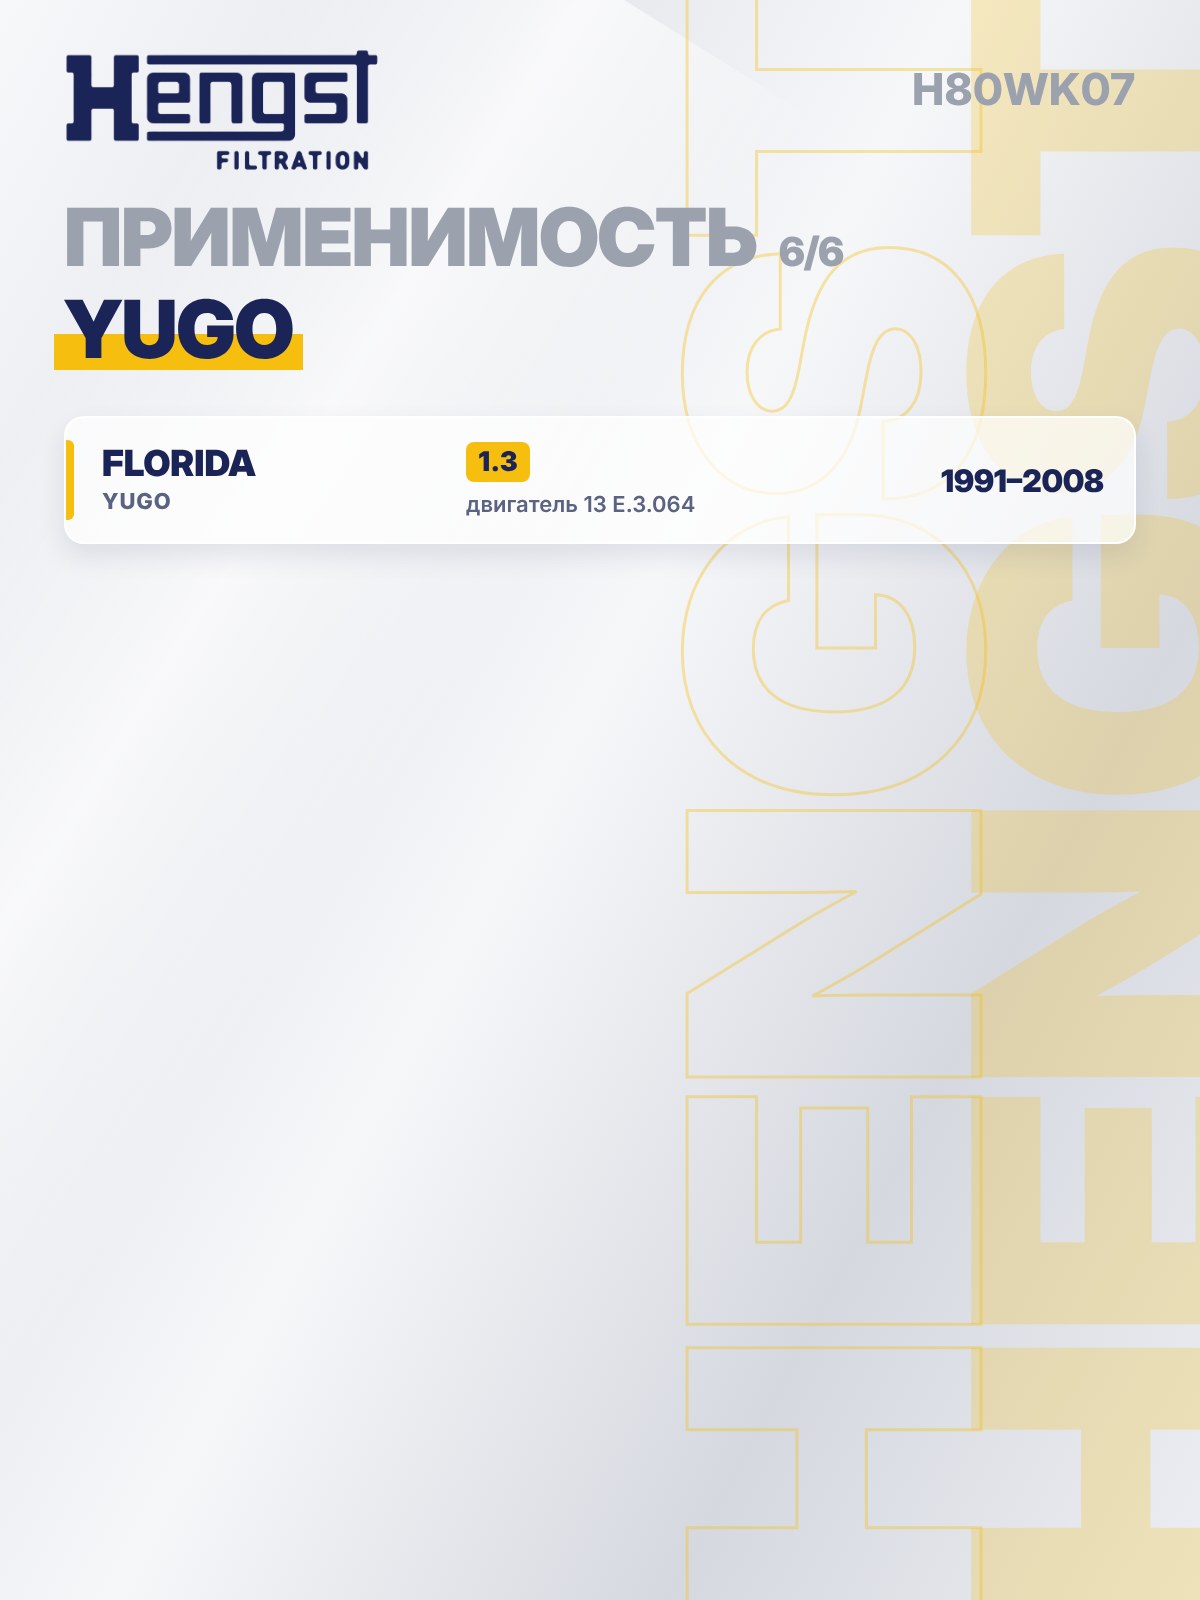 Hengst
FILTRATION
H80WK07
ПРИМЕНИМОСТЬ 6/6
YUGO
FLORIDA
YUGO
1.3
двигатель 13 E.3.064
1991–2008
HENGST
HENGST